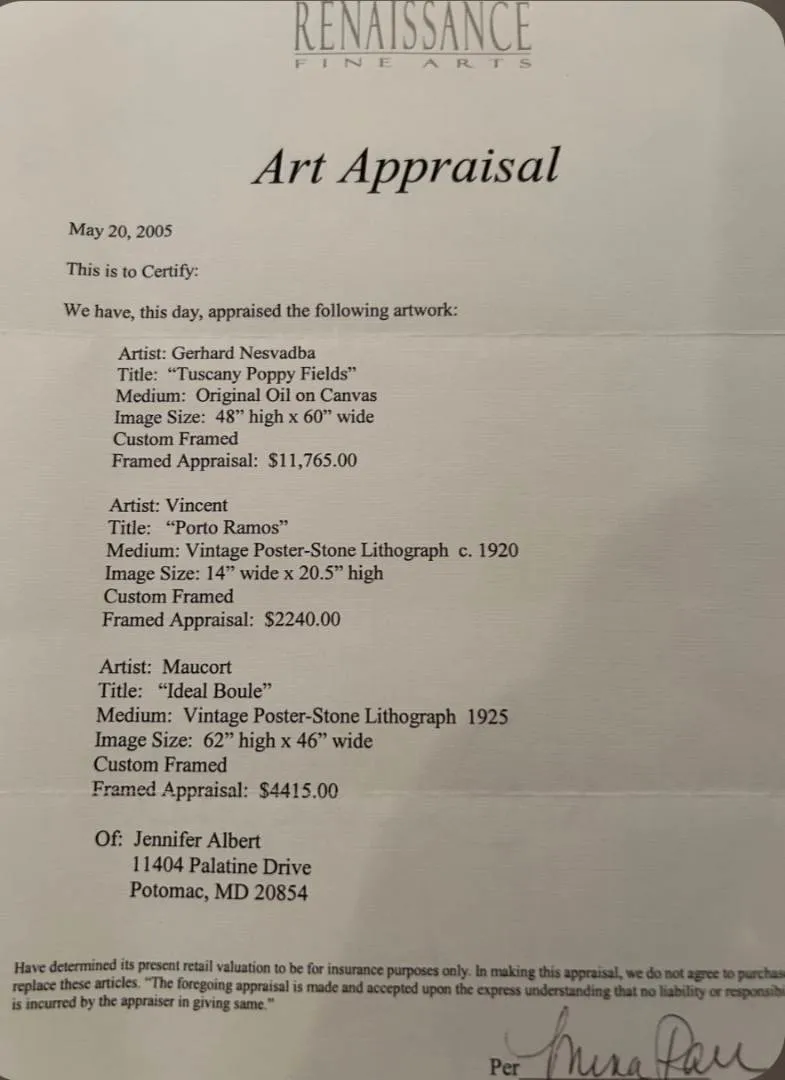 RENAISSANCE
FINE ARTS
Art Appraisal
May 20, 2005
This is to Certify:
We have, this day, appraised the following artwork:
Artist: Gerhard Nesvadba
Title: “Tuscany Poppy Fields”
Medium: Original Oil on Canvas
Image Size: 48” high x 60” wide
Custom Framed
Framed Appraisal: $11,765.00
Artist: Vincent
Title: “Porto Ramos”
Medium: Vintage Poster-Stone Lithograph c. 1920
Image Size: 14” wide x 20.5” high
Custom Framed
Framed Appraisal: $2240.00
Artist: Maucort
Title: “Ideal Boule”
Medium: Vintage Poster-Stone Lithograph 1925
Image Size: 62” high x 46” wide
Custom Framed
Framed Appraisal: $4415.00
Of: Jennifer Albert
11404 Palatine Drive
Potomac, MD 20854
Have determined its present retail valuation to be for insurance purposes only. In making this appraisal, we do not agree to purchas
replace these articles. “The foregoing appraisal is made and accepted upon the express understanding that no liability or responsibi
is incurred by the appraiser in giving same.”
Per